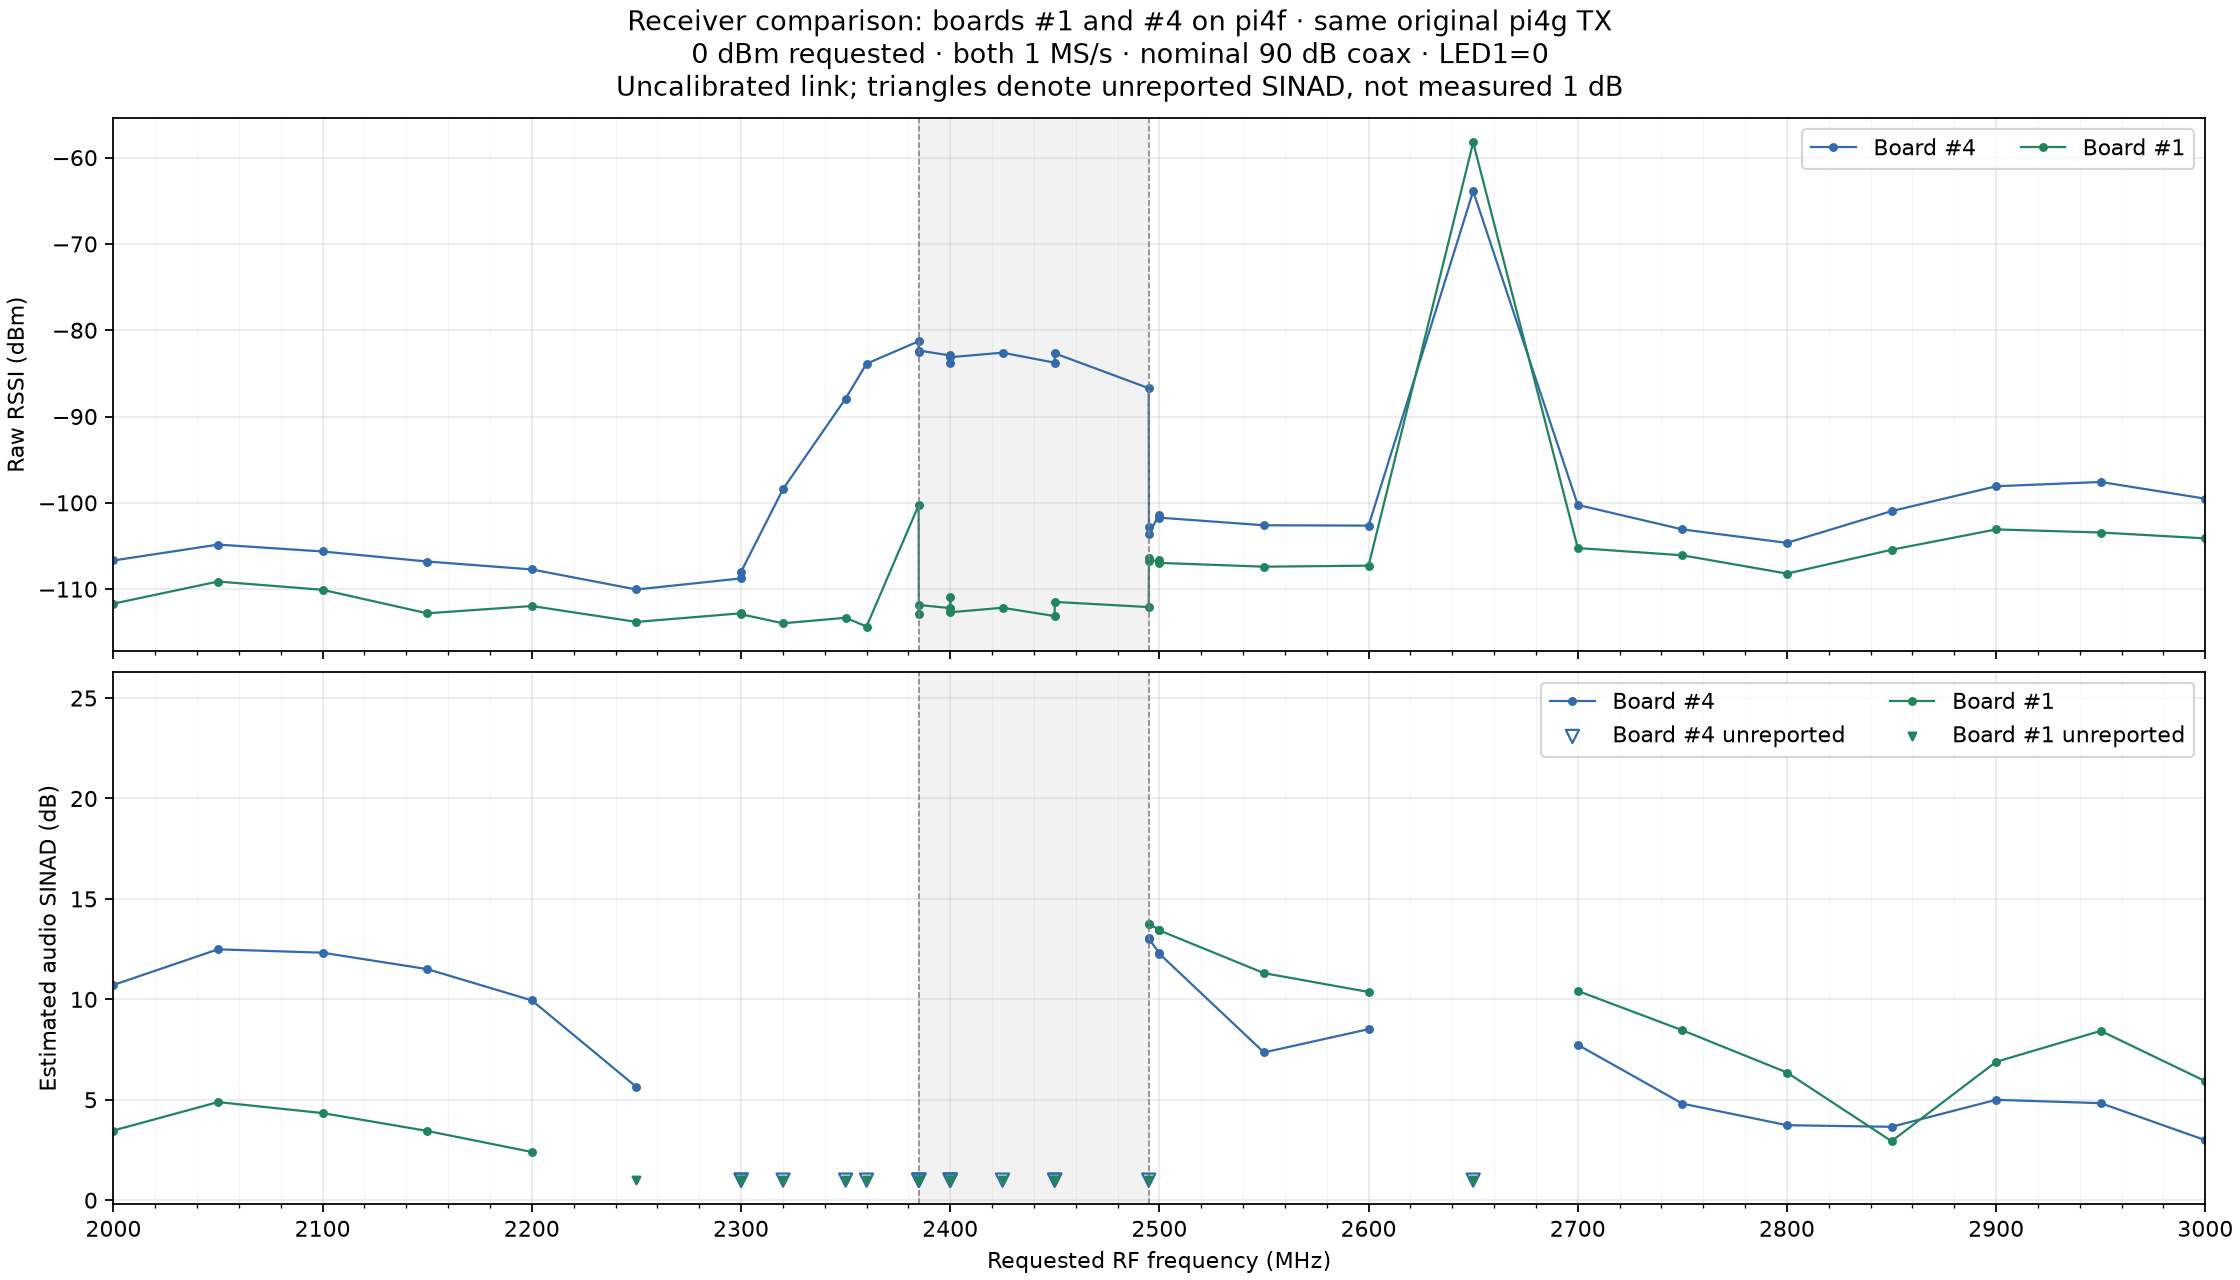 Receiver comparison: boards #1 and #4 on pi4f · same original pi4g TX
0 dBm requested · both 1 MS/s · nominal 90 dB coax · LED1=0
Uncalibrated link; triangles denote unreported SINAD, not measured 1 dB
Raw RSSI (dBm)
−60
−70
−80
−90
−100
−110
Board #4
Board #1
Estimated audio SINAD (dB)
25
20
15
10
5
0
Board #4
Board #1
Board #4 unreported
Board #1 unreported
2000
2100
2200
2300
2400
2500
2600
2700
2800
2900
3000
Requested RF frequency (MHz)